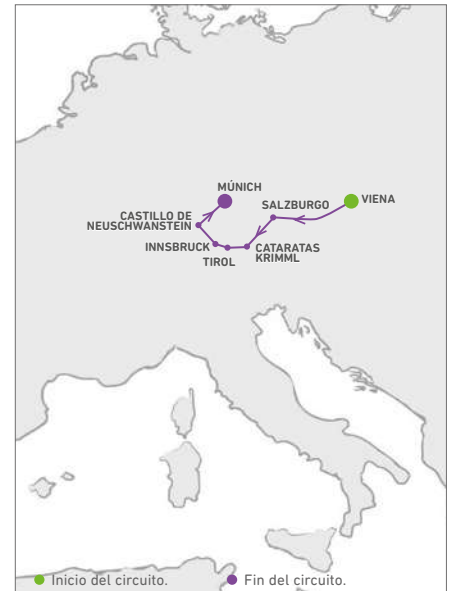 MÚNICH
SALZBURGO
VIENA
CASTILLO DE
NEUSCHWANSTEIN
INNSBRUCK
TIROL
CATARATAS
KRIMML
Inicio del circuito.
Fin del circuito.